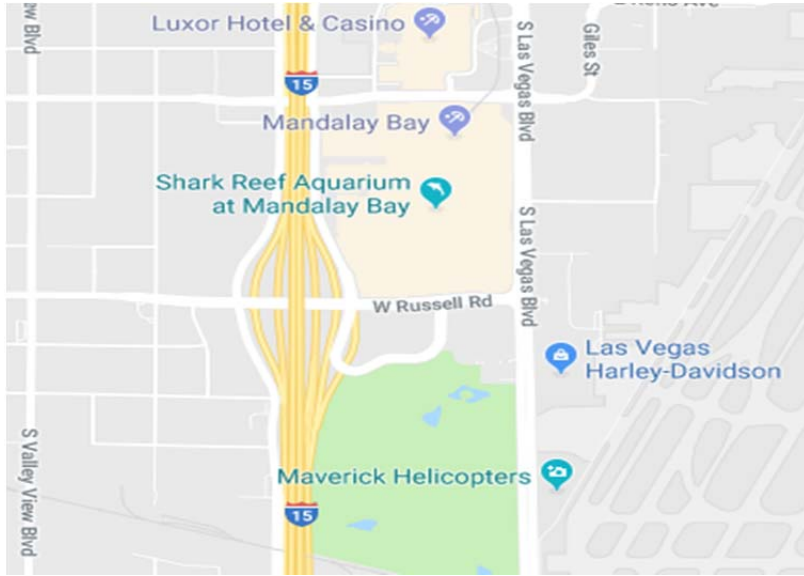 Luxor Hotel & Casino
15
Mandalay Bay
Shark Reef Aquarium
at Mandalay Bay
S Las Vegas Blvd
Giles St
S Las Vegas Blvd
W Russell Rd
Las Vegas
Harley-Davidson
Maverick Helicopters
15
S Valley View Blvd